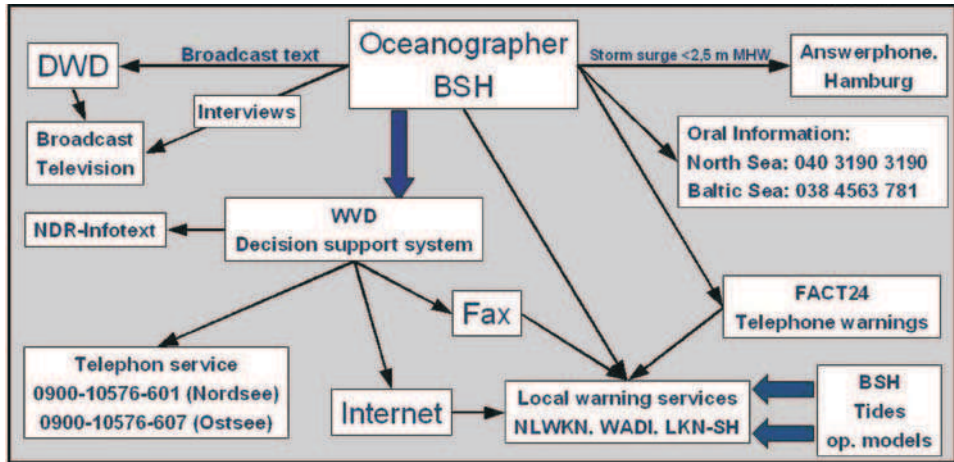 Oceanographer
BSH
DWD
Broadcast text
Interviews
Broadcast
Television
Storm surge <2,5 m MHW
Answerphone.
Hamburg
Oral Information:
North Sea: 040 3190 3190
Baltic Sea: 038 4563 781
WVD
Decision support system
NDR-Infotext
Fax
FACT24
Telephone warnings
Telephon service
0900-10576-601 (Nordsee)
0900-10576-607 (Ostsee)
Internet
Local warning services
NLWKN. WADI. LKN-SH
BSH
Tides
op. models